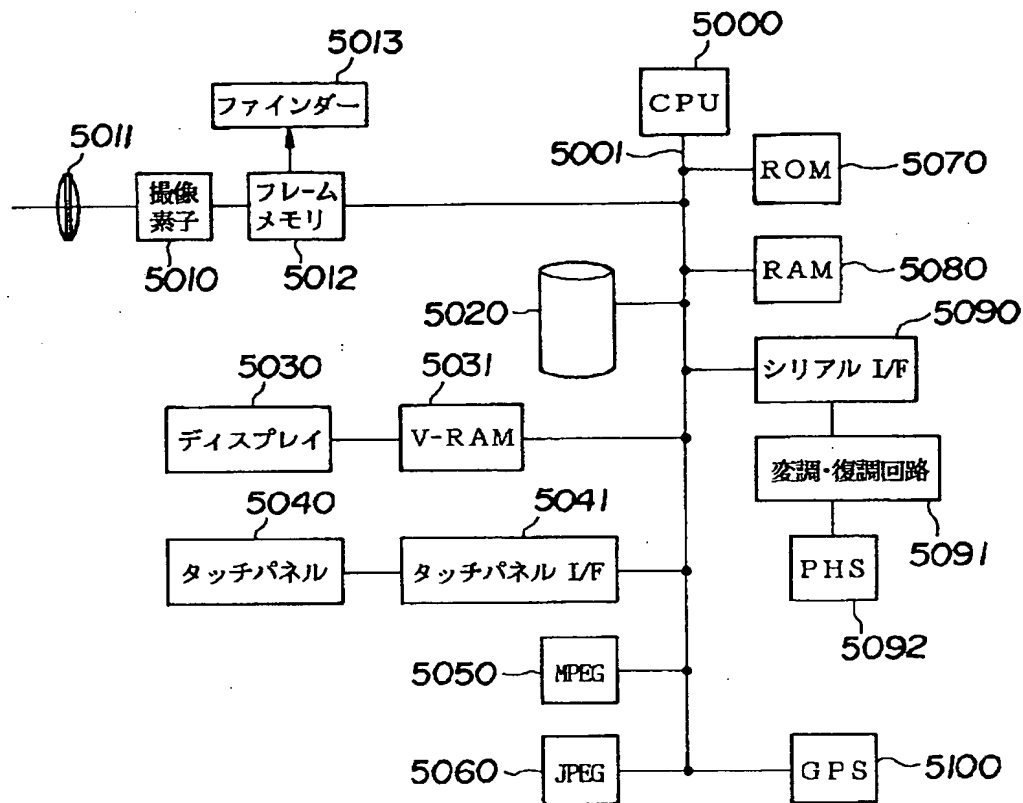 5000
5013
CPU
ファインダー
5011
5001
ROM
5070
撮像
素子
フレーム
メモリ
5010
5012
RAM
5080
5020
5090
シリアル I/F
5030
5031
ディスプレイ
V-RAM
変調・復調回路
5040
5041
5091
タッチパネル
タッチパネル I/F
PHS
5092
5050
MPEG
5060
JPEG
GPS
5100